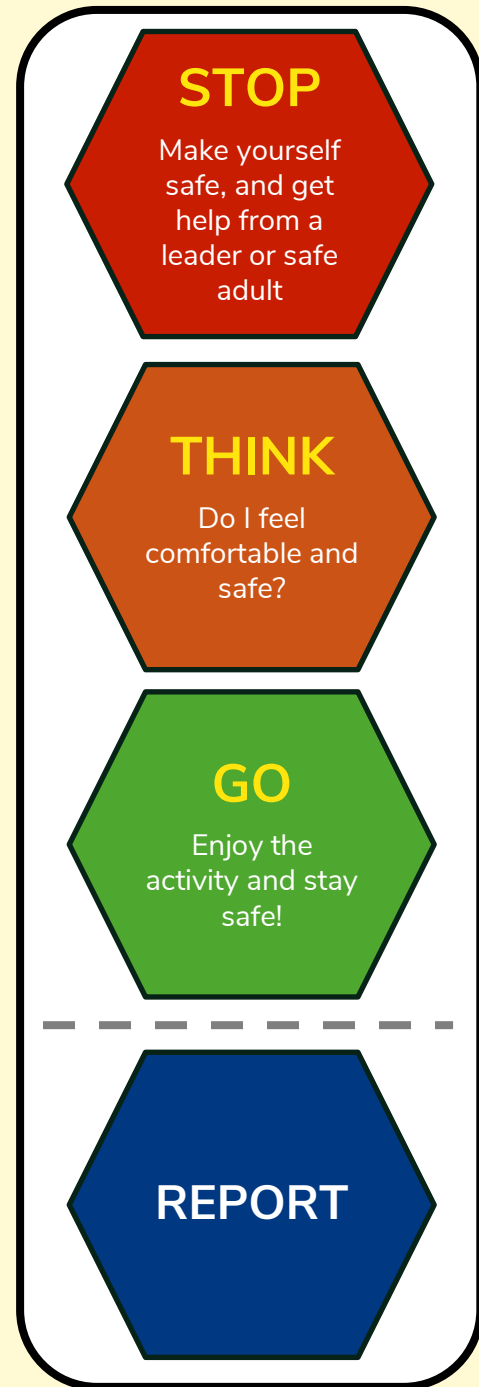 STOP
Make yourself
safe, and get
help from a
leader or safe
adult
THINK
Do I feel
comfortable and
safe?
GO
Enjoy the
activity and stay
safe!
REPORT